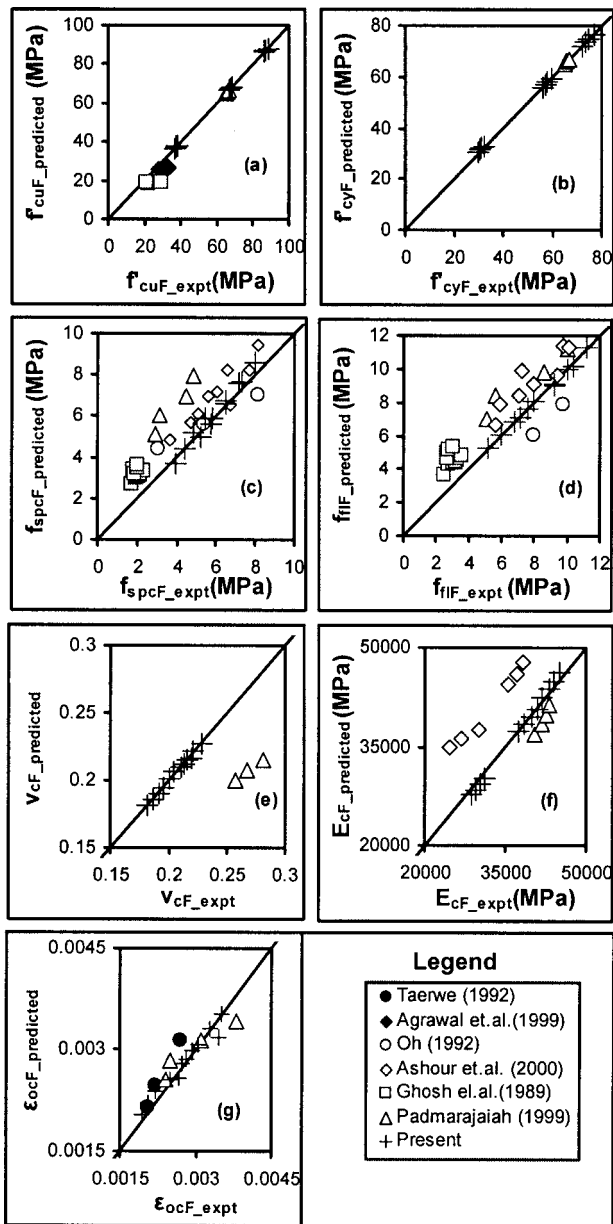 100
80
60
40
20
0
0 20 40 60 80 100
f'cuF_predicted (MPa)
f'cuF_expt(MPa)
(a)
80
60
40
20
0
0 20 40 60 80
f'cyF_predicted (MPa)
f'cyF_expt(MPa)
(b)
10
8
6
4
2
0
0 2 4 6 8 10
fspcF_predicted (MPa)
fspcF_expt(MPa)
(c)
12
10
8
6
4
2
0
0 2 4 6 8 10 12
fflF_predicted (MPa)
fflF_expt(MPa)
(d)
0.3
0.25
0.2
0.15
0.15 0.2 0.25 0.3
νcF_predicted
νcF_expt
(e)
50000
35000
20000
20000 35000 50000
EcF_predicted (MPa)
EcF_expt(MPa)
(f)
0.0045
0.003
0.0015
0.0015 0.003 0.0045
εocF_predicted
εocF_expt
(g)
Legend
Taerwe (1992)
Agrawal et.al.(1999)
Oh (1992)
Ashour et.al. (2000)
Ghosh el.al.(1989)
Padmarajaiah (1999)
Present